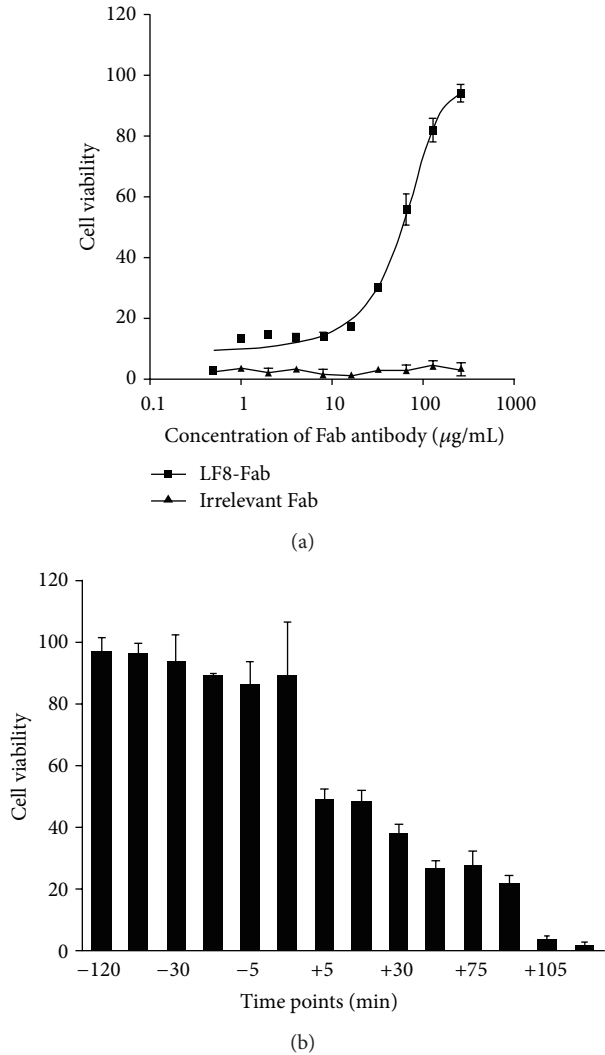 120
100
80
60
40
20
0
Cell viability
0.1 1 10 100 1000
Concentration of Fab antibody (μg/mL)
LF8-Fab
Irrelevant Fab
(a)
120
100
80
60
40
20
0
Cell viability
−120 −30 −5 +5 +30 +75 +105
Time points (min)
(b)